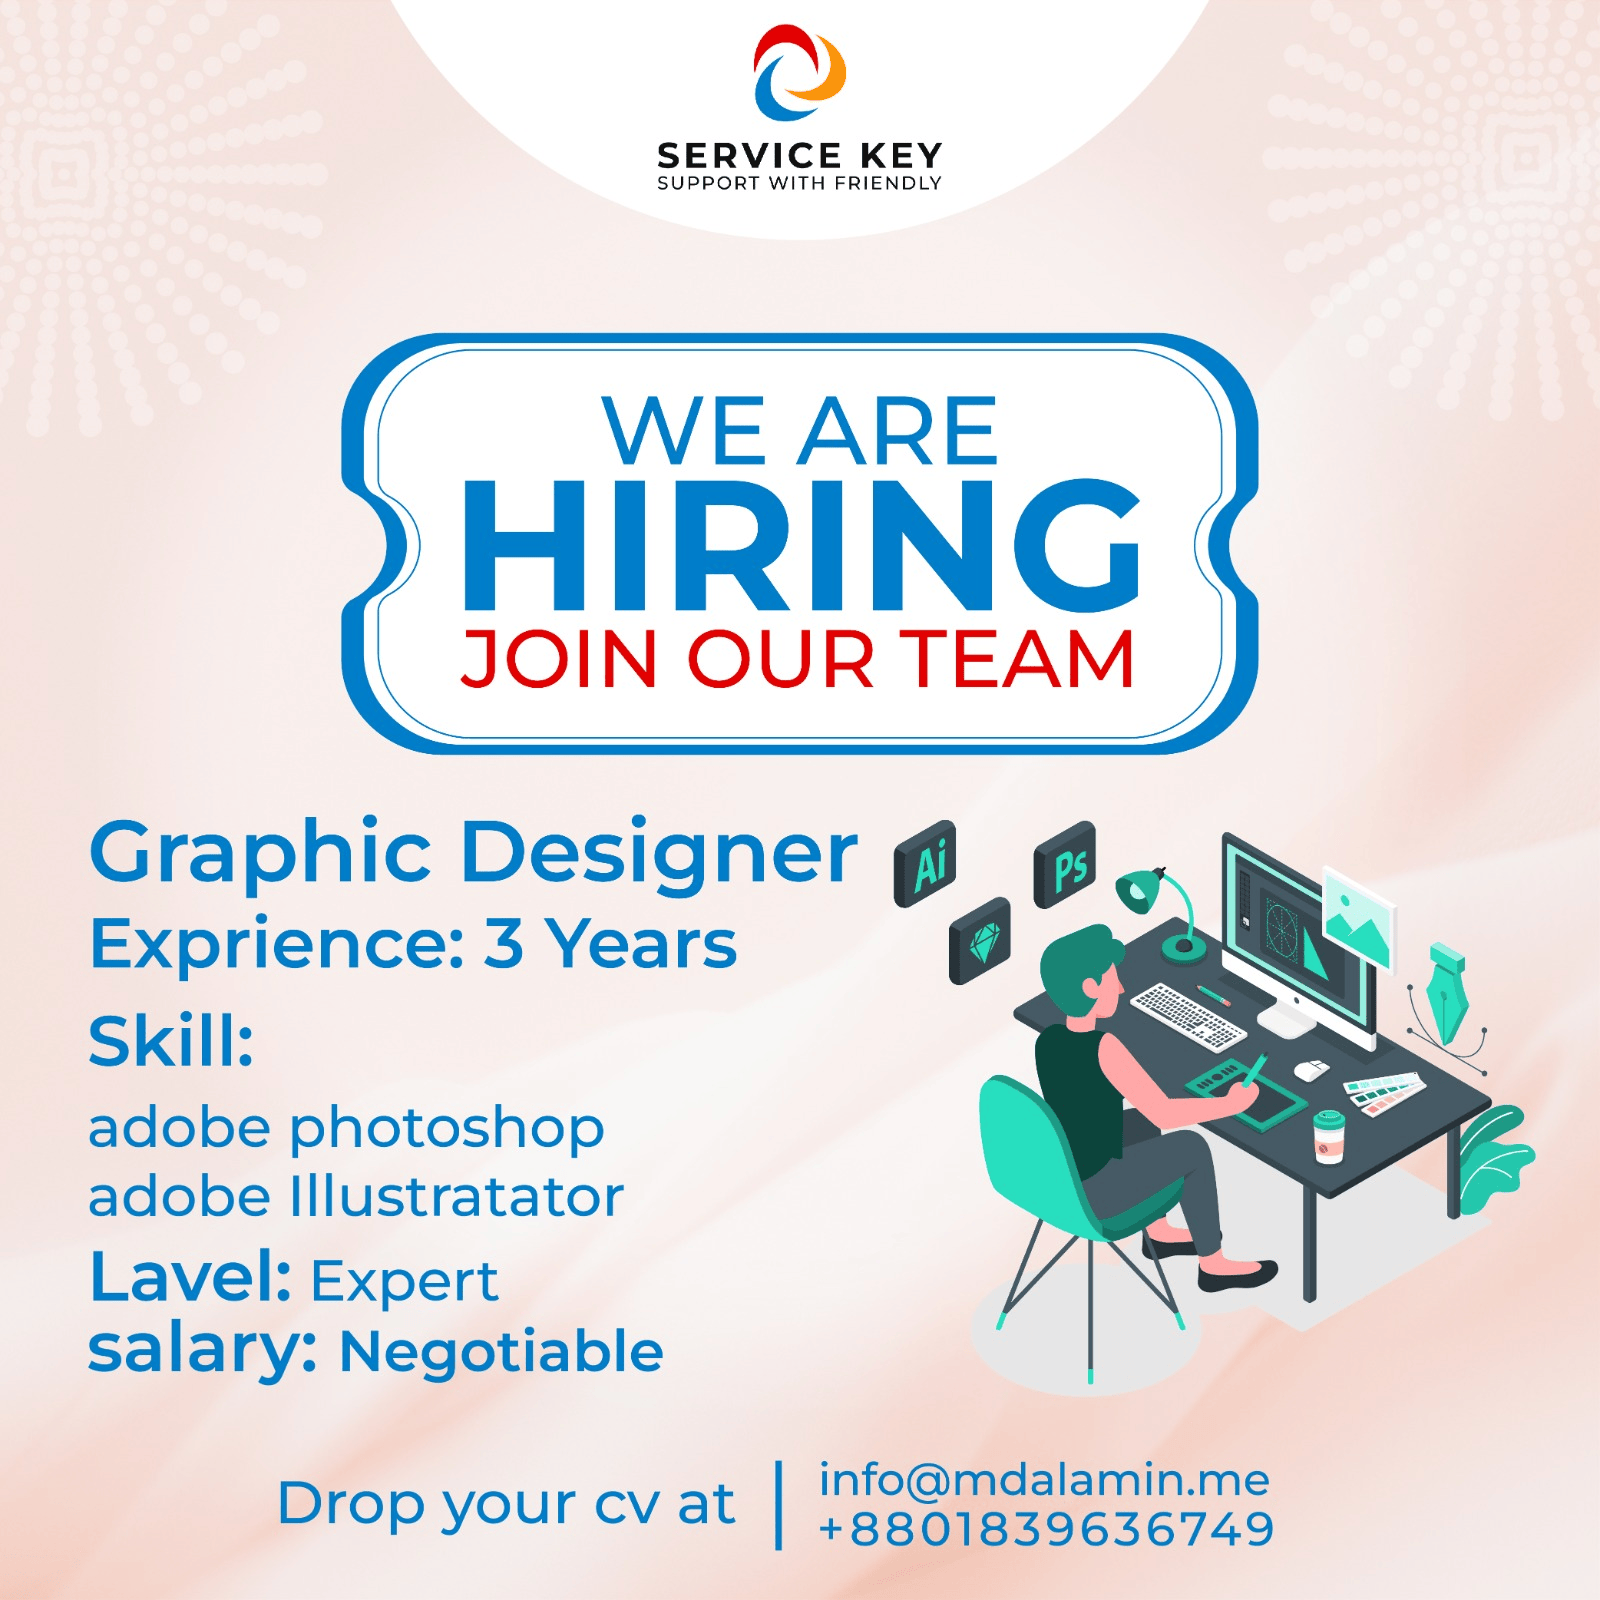 SERVICE KEY
SUPPORT WITH FRIENDLY
WE ARE
HIRING
JOIN OUR TEAM
Graphic Designer
Exprience: 3 Years
Skill:
adobe photoshop
adobe Illustratator
Lavel: Expert
salary: Negotiable
Ai
Ps
Drop your cv at
info@mdalamin.me
+8801839636749